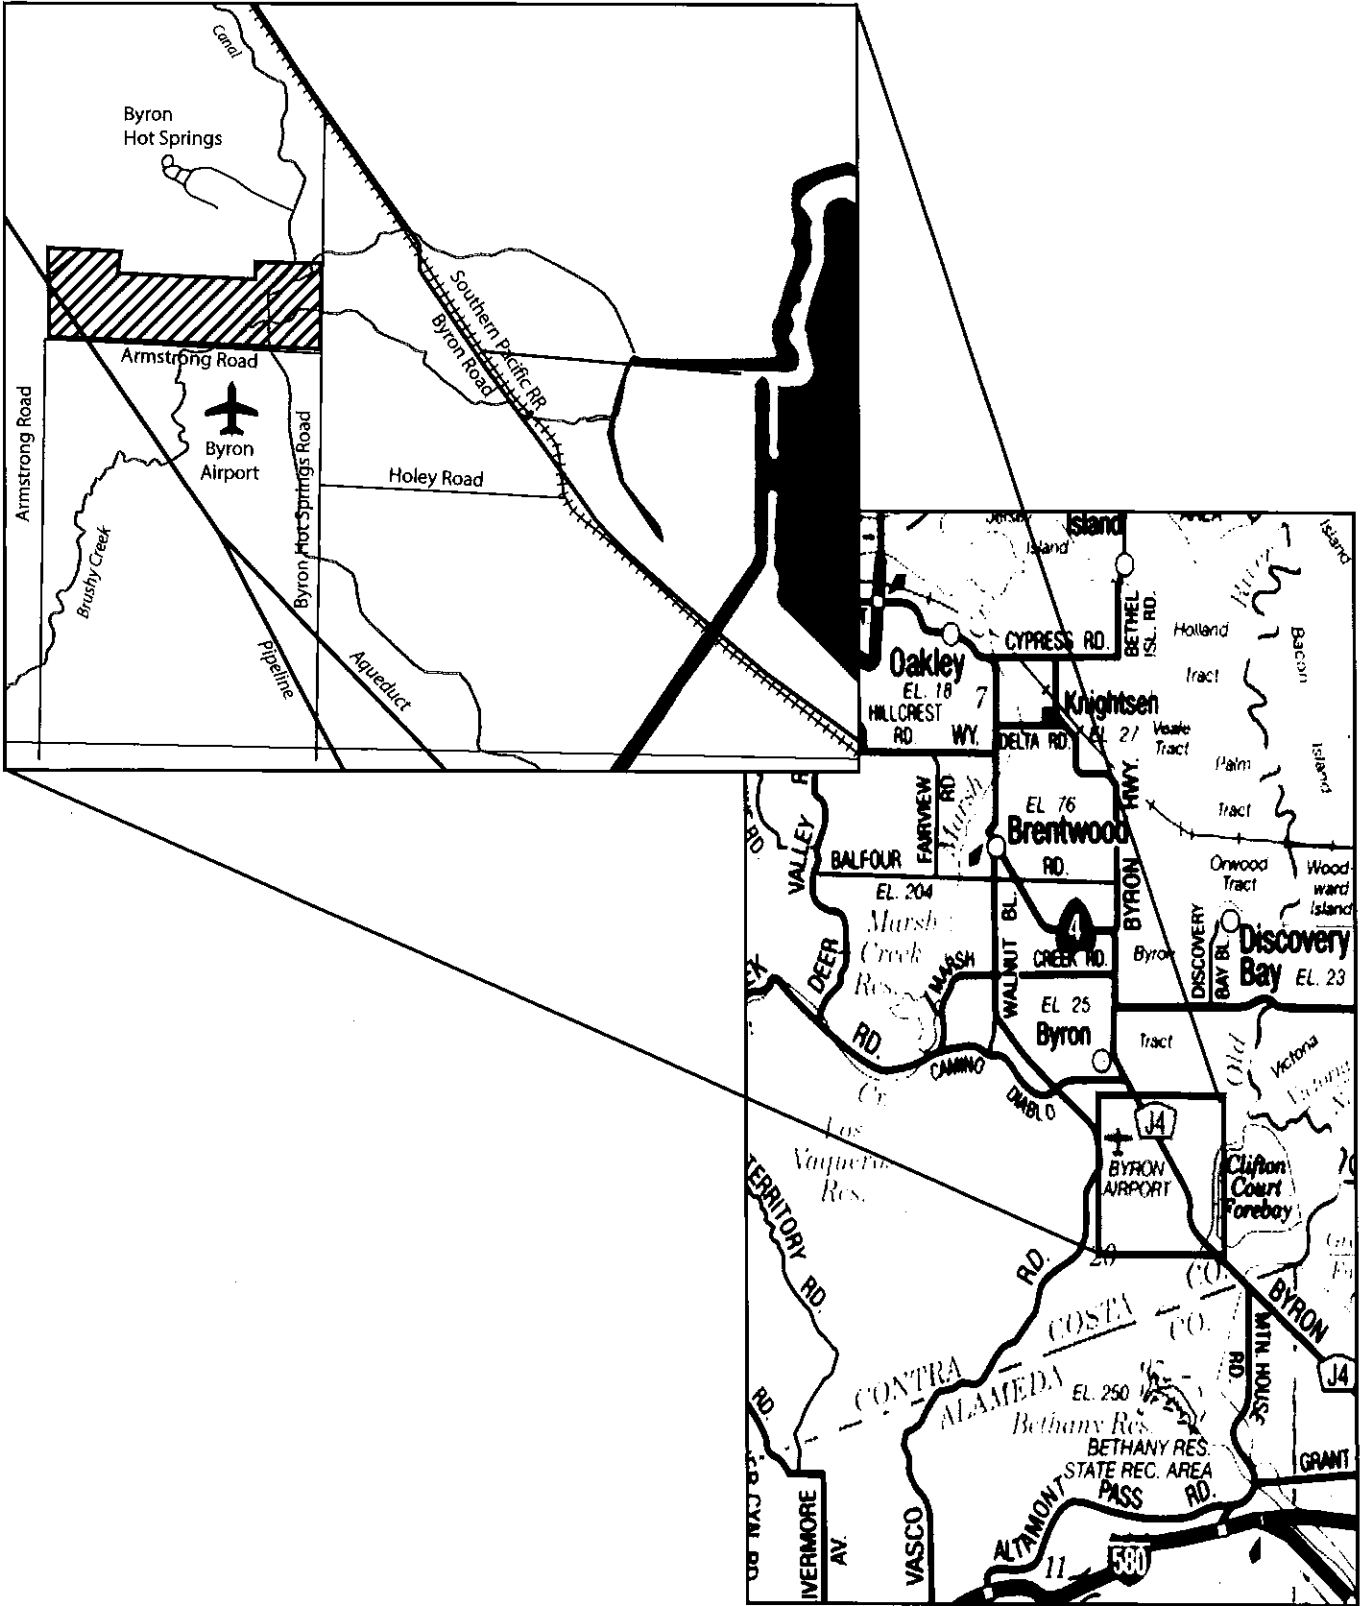 Canal
Byron
Hot Springs
Southern Pacific RR
Byron Road
Armstrong Road
Armstrong Road
Byron
Airport
Byron Hot Springs Road
Holey Road
Brushy Creek
Pipeline
Aqueduct
Island
Island
Island
AREA
River
CYPRESS RD.
BETHEL
ISL. RD.
Holland
Tract
Bacon
Island
Oakley
EL. 18
7
HILLCREST
RD.
WY.
Knightsen
EL 27
DELTA RD.
Veale
Tract
Palm
Tract
HWY.
BYRON
FAIRVIEW
RD.
Marsh
EL 76
Brentwood
BALFOUR
RD.
VALLEY
EL. 204
Marsh
Creek
Res.
Orwood
Tract
Wood-
ward
Island
DEER
WALNUT BL.
4
MARSH
CREEK RD.
Byron
DISCOVERY
BAY BL.
Discovery
Bay
EL. 23
EL 25
Byron
Tract
Old
Victoria
RD.
CAMINO
DIABLO
Cr.
Los
Vaqueros
Res.
J4
BYRON
AIRPORT
Clifton
Court
Forebay
TERRITORY
RD.
RD.
20
CO.
CONTRA
COSTA
CO.
ALAMEDA
BYRON
J4
MTN. HOUSE
RD.
EL. 250
Bethany Res.
BETHANY RES.
STATE REC. AREA
GRANT
ALTAMONT
PASS
RD.
RD.
VASCO
AV.
11
580